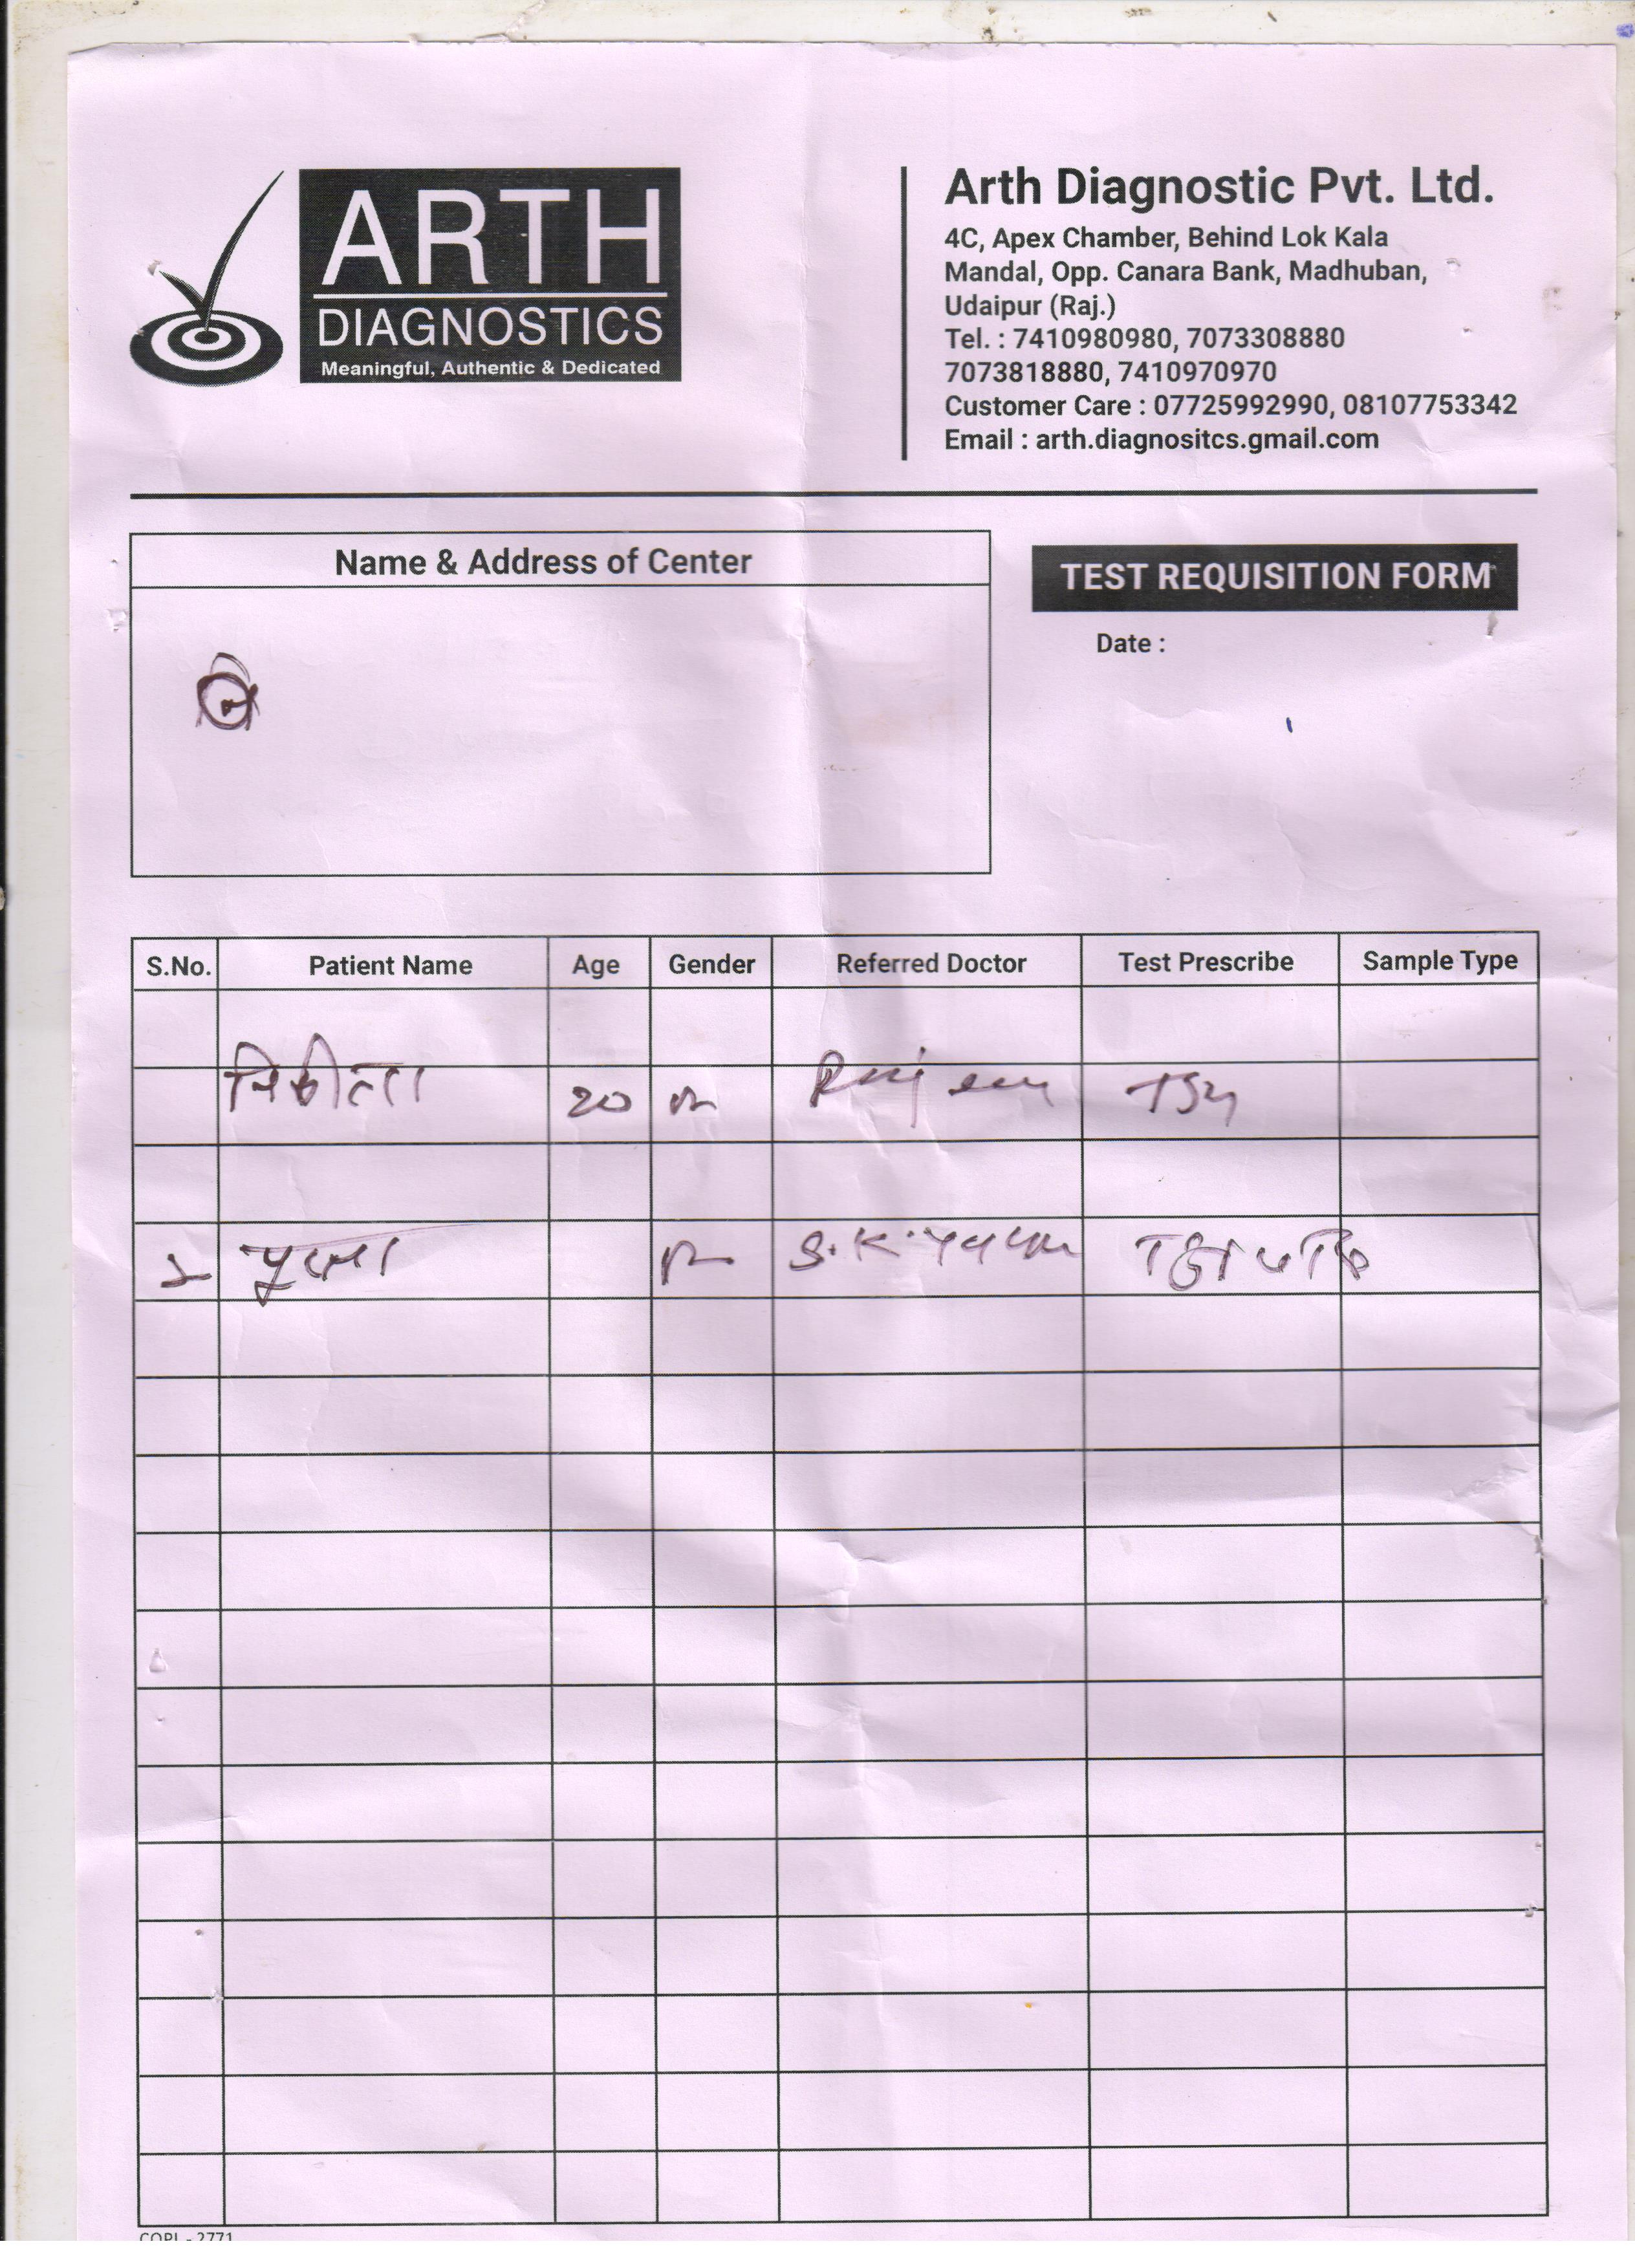 ARTH
DIAGNOSTICS
Meaningful, Authentic & Dedicated
Arth Diagnostic Pvt. Ltd.
4C, Apex Chamber, Behind Lok Kala
Mandal, Opp. Canara Bank, Madhuban,
Udaipur (Raj.)
Tel. : 7410980980, 7073308880
7073818880, 7410970970
Customer Care : 07725992990, 08107753342
Email : arth.diagnositcs.gmail.com
Name & Address of Center
TEST REQUISITION FORM
Date :
S.No. Patient Name Age Gender Referred Doctor Test Prescribe Sample Type
20
S.K.